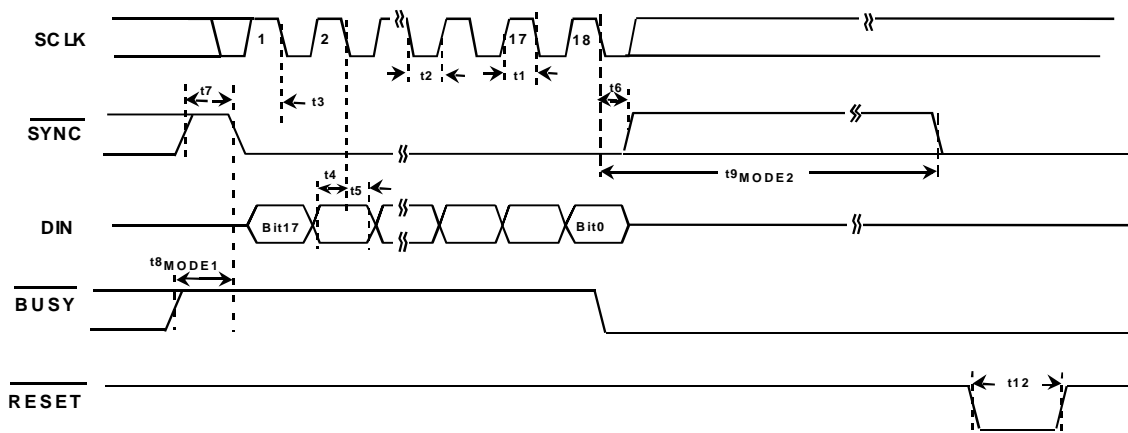 SCLK
1
2
17
18
t2
t1
t7
t3
t6
SYNC
t9MODE2
t4
t5
DIN
Bit17
Bit0
t8MODE1
BUSY
RESET
t12